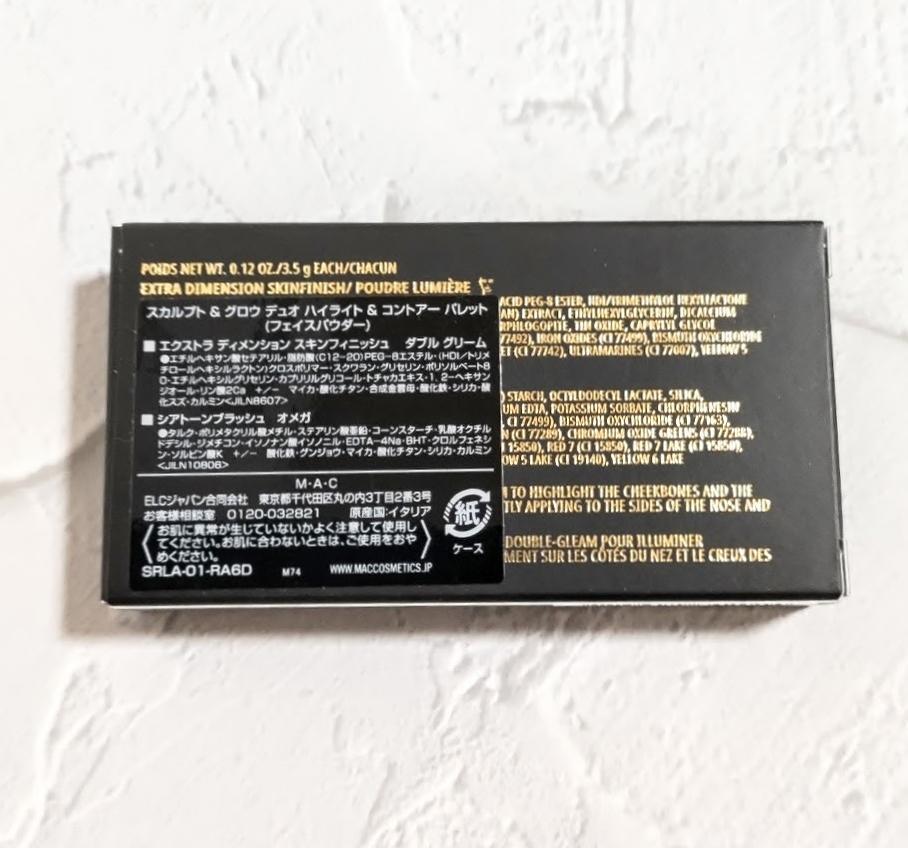 POIDS NET WT. 0.12 OZ./3.5 g EACH/CHACUN
EXTRA DIMENSION SKINFINISH/ POUDRE LUMIÈRE
スカルプト & グロウ デュオ ハイライト & コントアー パレット
(フェイスパウダー)
■ エクストラ ディメンション スキンフィニッシュ ダブル グリーム
●エチルヘキサン酸セテアリル・脂肪酸(C12-20)PEG-8エステル・(HDI/トリメ
チロールヘキシルラクトン)クロスポリマー・スクワラン・グリセリン・ポリソルベート8
0・エチルヘキシルグリセリン・カプリリルグリコール・トチャカエキス・1,2-ヘキサン
ジオール・リン酸2Ca +/- マイカ・酸化チタン・合成金雲母・酸化鉄・シリカ・酸
化スズ・カルミン<JILN8607>
■ シアトーンブラッシュ オメガ
●タルク・ポリメタクリル酸メチル・ステアリン酸亜鉛・コーンスターチ・乳酸オクチル
ドデシル・ジメチコン・イソノナン酸イソノニル・EDTA-4Na・BHT・クロルフェネシ
ン・ソルビン酸K +/- 酸化鉄・グンジョウ・マイカ・酸化チタン・シリカ・カルミン
<JILN10806>
M・A・C
ELCジャパン合同会社 東京都千代田区丸の内3丁目2番3号
お客様相談室 0120-032821 原産国:イタリア
お肌に異常が生じていないかよく注意して使用し
てください。お肌に合わないときは、ご使用をおや
めください。
SRLA-01-RA6D M74 WWW.MACCOSMETICS.JP
紙
ケース
ACID PEG-8 ESTER, HDI/TRIMETHYLOL HEXYLLACTONE
AN) EXTRACT, ETHYLHEXYLGLYCERIN, DICALCIUM
RPHLOGOPITE, TIN OXIDE, CAPRYLYL GLYCOL
77492), IRON OXIDES (CI 77499), BISMUTH OXYCHLORIDE
ET (CI 77742), ULTRAMARINES (CI 77007), YELLOW 5
) STARCH, OCTYLDODECYL LACTATE, SILICA,
UM EDTA, POTASSIUM SORBATE, CHLORPHENESIN
, CI 77499), BISMUTH OXYCHLORIDE (CI 77163),
N (CI 77289), CHROMIUM OXIDE GREENS (CI 77288),
I 15850), RED 7 (CI 15850), RED 7 LAKE (CI 15850),
OW 5 LAKE (CI 19140), YELLOW 6 LAKE
TO HIGHLIGHT THE CHEEKBONES AND THE
TLY APPLYING TO THE SIDES OF THE NOSE AND
DOUBLE-GLEAM POUR ILLUMINER
MENT SUR LES CÔTÉS DU NEZ ET LE CREUX DES